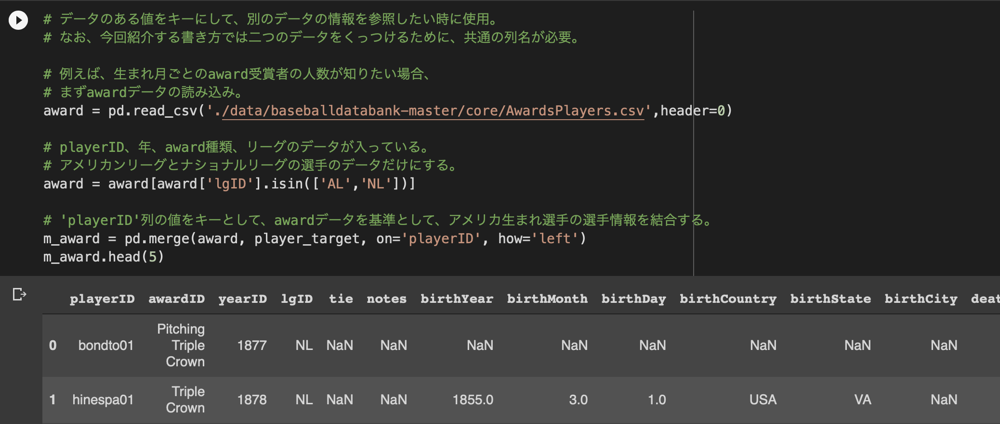 # データのある値をキーにして、別のデータの情報を参照したい時に使用。
# なお、今回紹介する書き方では二つのデータをくっつけるために、共通の列名が必要。
# 例えば、生まれ月ごとのaward受賞者の人数が知りたい場合、
# まずawardデータの読み込み。
award = pd.read_csv('./data/baseballdatabank-master/core/AwardsPlayers.csv',header=0)
# playerID、年、award種類、リーグのデータが入っている。
# アメリカンリーグとナショナルリーグの選手のデータだけにする。
award = award[award['lgID'].isin(['AL','NL'])]
# 'playerID'列の値をキーとして、awardデータを基準として、アメリカ生まれ選手の選手情報を結合する。
m_award = pd.merge(award, player_target, on='playerID', how='left')
m_award.head(5)
playerID awardID yearID lgID tie notes birthYear birthMonth birthDay birthCountry birthState birthCity deat
0 bondto01 Pitching Triple Crown 1877 NL NaN NaN NaN NaN NaN NaN NaN NaN
1 hinespa01 Triple Crown 1878 NL NaN NaN 1855.0 3.0 1.0 USA VA NaN